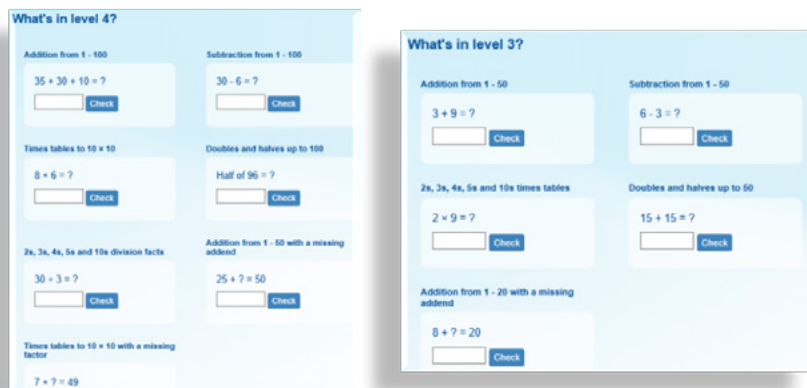 What's in level 4?
Addition from 1 - 100
35 + 30 + 10 = ?
Check
Subtraction from 1 - 100
30 - 6 = ?
Check
Times tables to 10 × 10
8 × 6 = ?
Check
Doubles and halves up to 100
Half of 96 = ?
Check
2s, 3s, 4s, 5s and 10s division facts
30 ÷ 3 = ?
Check
Addition from 1 - 50 with a missing
addend
25 + ? = 50
Check
Times tables to 10 × 10 with a missing
factor
7 × ? = 49
What's in level 3?
Addition from 1 - 50
3 + 9 = ?
Check
Subtraction from 1 - 50
6 - 3 = ?
Check
2s, 3s, 4s, 5s and 10s times tables
2 × 9 = ?
Check
Doubles and halves up to 50
15 + 15 = ?
Check
Addition from 1 - 20 with a missing
addend
8 + ? = 20
Check